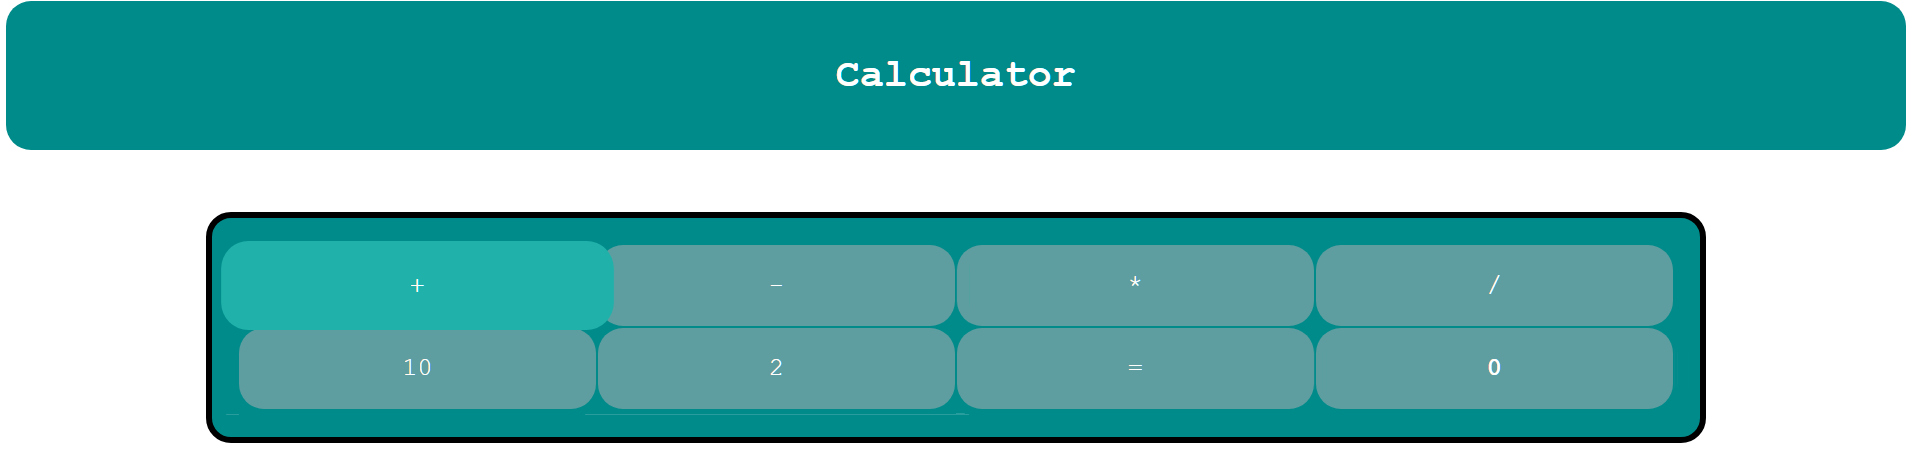 Calculator
+ - * /
10 2 = 0